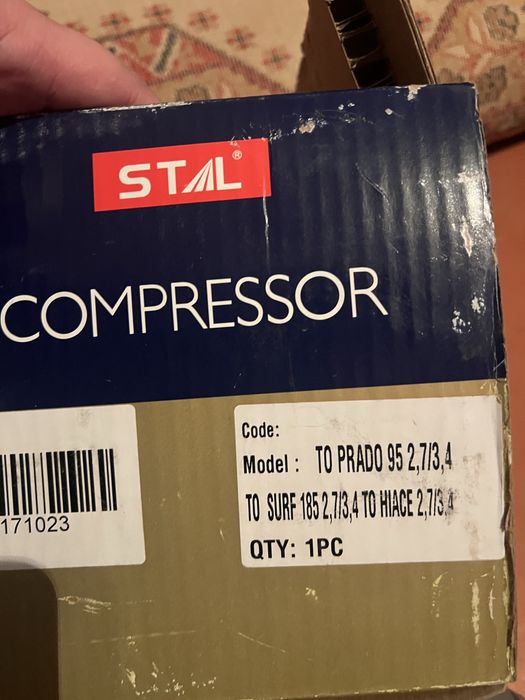 STAL®
COMPRESSOR
171023
Code:
Model : TO PRADO 95 2,7/3,4
TO SURF 185 2,7/3,4 TO HIACE 2,7/3,4
QTY: 1PC